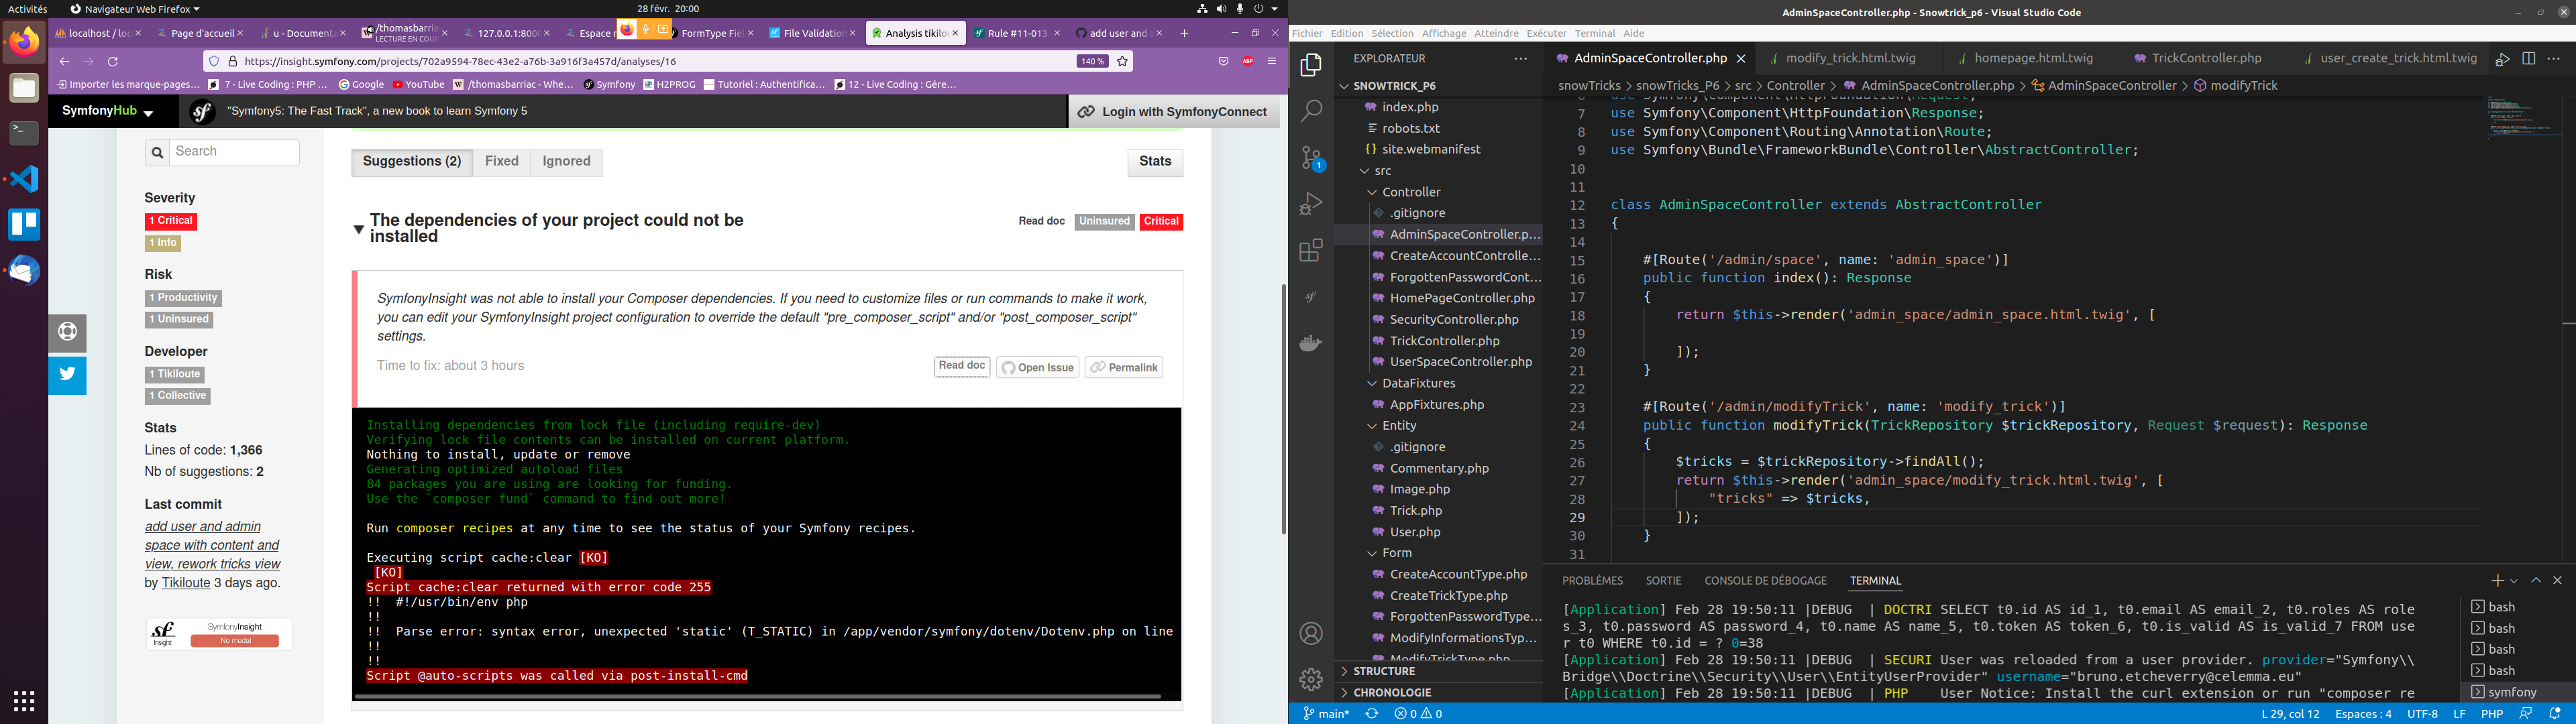 Activités
Navigateur Web Firefox
28 févr. 20:00
localhost / loc
Page d'accueil
u - Documenta
/thomasbarria
LECTURE EN COUR
127.0.0.1:8000
Espace
FormType Fiel
File Validation
Analysis tikilou
Rule #11-013 -
add user and a
https://insight.symfony.com/projects/702a9594-78ec-43e2-a76b-3a916f3a457d/analyses/16
140 %
Importer les marque-pages…
7 - Live Coding : PHP …
Google
YouTube
/thomasbarriac - Whe…
Symfony
H2PROG
Tutoriel : Authentifica…
12 - Live Coding : Gére…
SymfonyHub
"Symfony5: The Fast Track", a new book to learn Symfony 5
Login with SymfonyConnect
Search
Severity
1 Critical
1 Info
Risk
1 Productivity
1 Uninsured
Developer
1 Tikiloute
1 Collective
Stats
Lines of code: 1,366
Nb of suggestions: 2
Last commit
add user and admin
space with content and
view, rework tricks view
by Tikiloute 3 days ago.
SymfonyInsight
No medal
Suggestions (2)
Fixed
Ignored
Stats
The dependencies of your project could not be
installed
Read doc
Uninsured
Critical
SymfonyInsight was not able to install your Composer dependencies. If you need to customize files or run commands to make it work,
you can edit your SymfonyInsight project configuration to override the default "pre_composer_script" and/or "post_composer_script"
settings.
Time to fix: about 3 hours
Read doc
Open Issue
Permalink
Installing dependencies from lock file (including require-dev)
Verifying lock file contents can be installed on current platform.
Nothing to install, update or remove
Generating optimized autoload files
84 packages you are using are looking for funding.
Use the `composer fund` command to find out more!
Run composer recipes at any time to see the status of your Symfony recipes.
Executing script cache:clear [KO]
[KO]
Script cache:clear returned with error code 255
!! #!/usr/bin/env php
!!
!! Parse error: syntax error, unexpected 'static' (T_STATIC) in /app/vendor/symfony/dotenv/Dotenv.php on line
!!
!!
Script @auto-scripts was called via post-install-cmd
AdminSpaceController.php - Snowtrick_p6 - Visual Studio Code
Fichier Edition Sélection Affichage Atteindre Exécuter Terminal Aide
EXPLORATEUR
SNOWTRICK_P6
index.php
robots.txt
site.webmanifest
src
Controller
.gitignore
AdminSpaceController.p…
CreateAccountControlle…
ForgottenPasswordCont…
HomePageController.php
SecurityController.php
TrickController.php
UserSpaceController.php
DataFixtures
AppFixtures.php
Entity
.gitignore
Commentary.php
Image.php
Trick.php
User.php
Form
CreateAccountType.php
CreateTrickType.php
ForgottenPasswordType…
ModifyInformationsTyp…
ModifyTrickType.php
STRUCTURE
CHRONOLOGIE
AdminSpaceController.php
modify_trick.html.twig
homepage.html.twig
TrickController.php
user_create_trick.html.twig
snowTricks > snowTricks_P6 > src > Controller > AdminSpaceController.php > AdminSpaceController > modifyTrick
6 use Symfony\Component\HttpFoundation\Request;
7 use Symfony\Component\HttpFoundation\Response;
8 use Symfony\Component\Routing\Annotation\Route;
9 use Symfony\Bundle\FrameworkBundle\Controller\AbstractController;
10
11
12 class AdminSpaceController extends AbstractController
13 {
14
15 #[Route('/admin/space', name: 'admin_space')]
16 public function index(): Response
17 {
18 return $this->render('admin_space/admin_space.html.twig', [
19
20 ]);
21 }
22
23 #[Route('/admin/modifyTrick', name: 'modify_trick')]
24 public function modifyTrick(TrickRepository $trickRepository, Request $request): Response
25 {
26 $tricks = $trickRepository->findAll();
27 return $this->render('admin_space/modify_trick.html.twig', [
28 "tricks" => $tricks,
29 ]);
30 }
31
PROBLÈMES SORTIE CONSOLE DE DÉBOGAGE TERMINAL
[Application] Feb 28 19:50:11 |DEBUG | DOCTRI SELECT t0.id AS id_1, t0.email AS email_2, t0.roles AS role
s_3, t0.password AS password_4, t0.name AS name_5, t0.token AS token_6, t0.is_valid AS is_valid_7 FROM use
r t0 WHERE t0.id = ? 0=38
[Application] Feb 28 19:50:11 |DEBUG | SECURI User was reloaded from a user provider. provider="Symfony\\
Bridge\\Doctrine\\Security\\User\\EntityUserProvider" username="bruno.etcheverry@celemma.eu"
[Application] Feb 28 19:50:11 |DEBUG | PHP User Notice: Install the curl extension or run "composer re
bash
bash
bash
bash
symfony
main*
0 0
L 29, col 12
Espaces : 4
UTF-8
LF
PHP